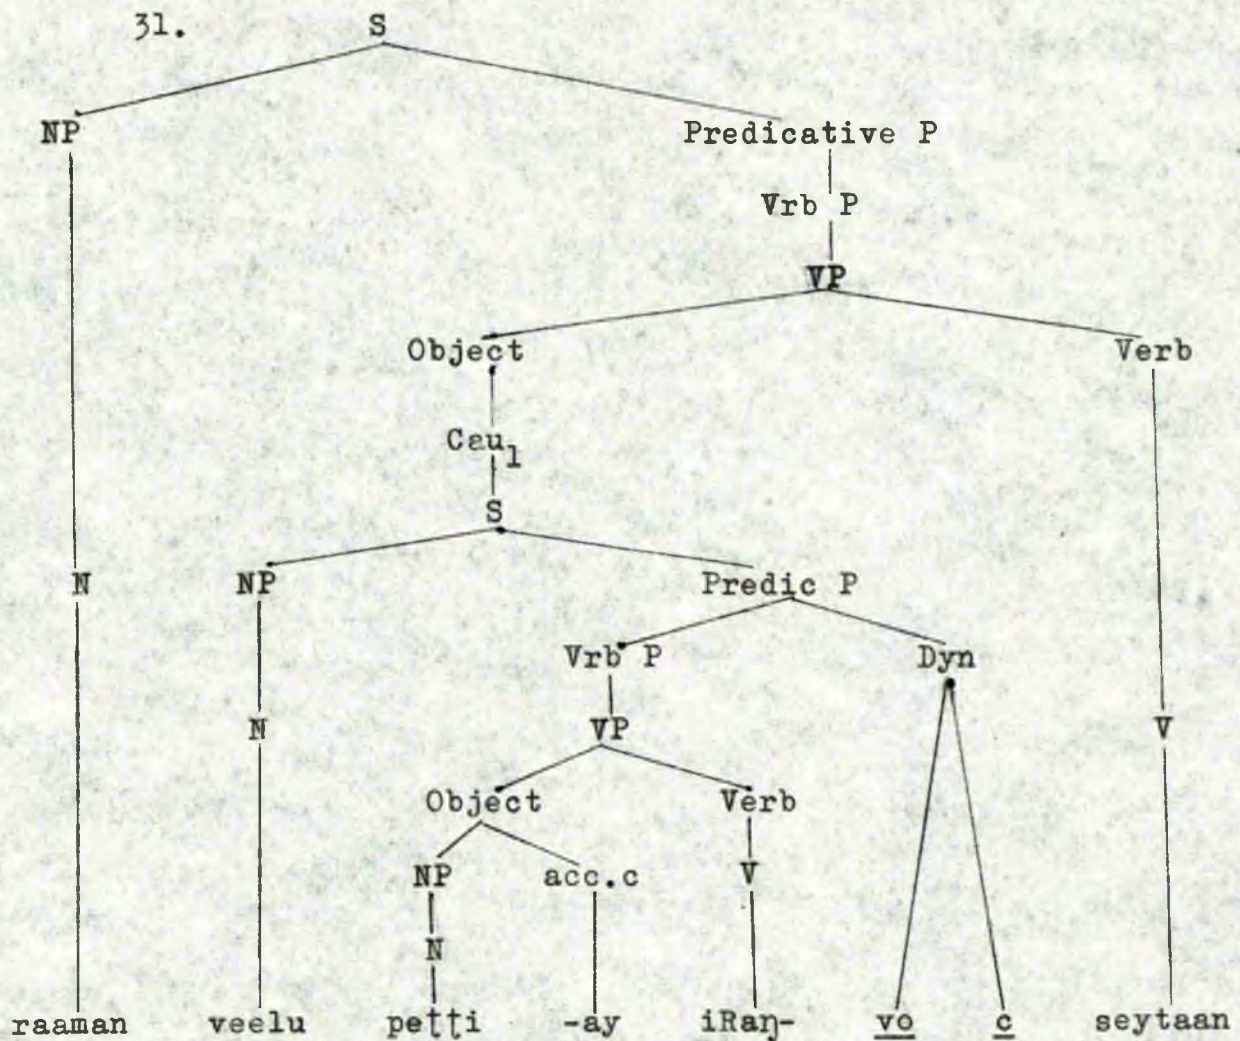 31. S
NP Predicative P
Vrb P
VP
Object Verb
Cau1
S
N NP Predic P
Vrb P Dyn
N VP V
Object Verb
NP acc.c V
N
raaman veelu peṭṭi -ay iRaŋ- vo c seytaan